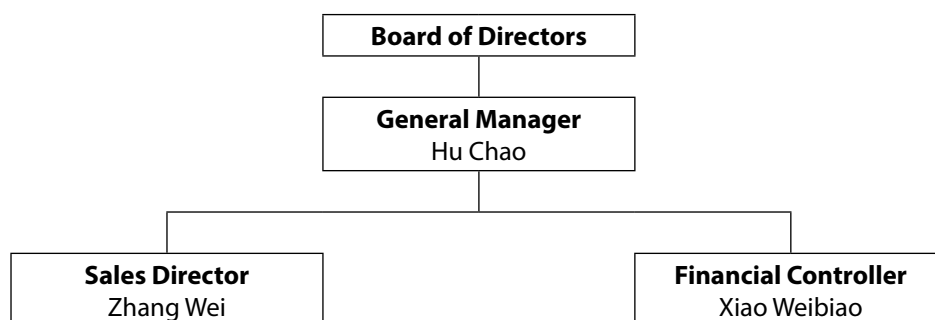 Board of Directors
General Manager
Hu Chao
Sales Director
Zhang Wei
Financial Controller
Xiao Weibiao